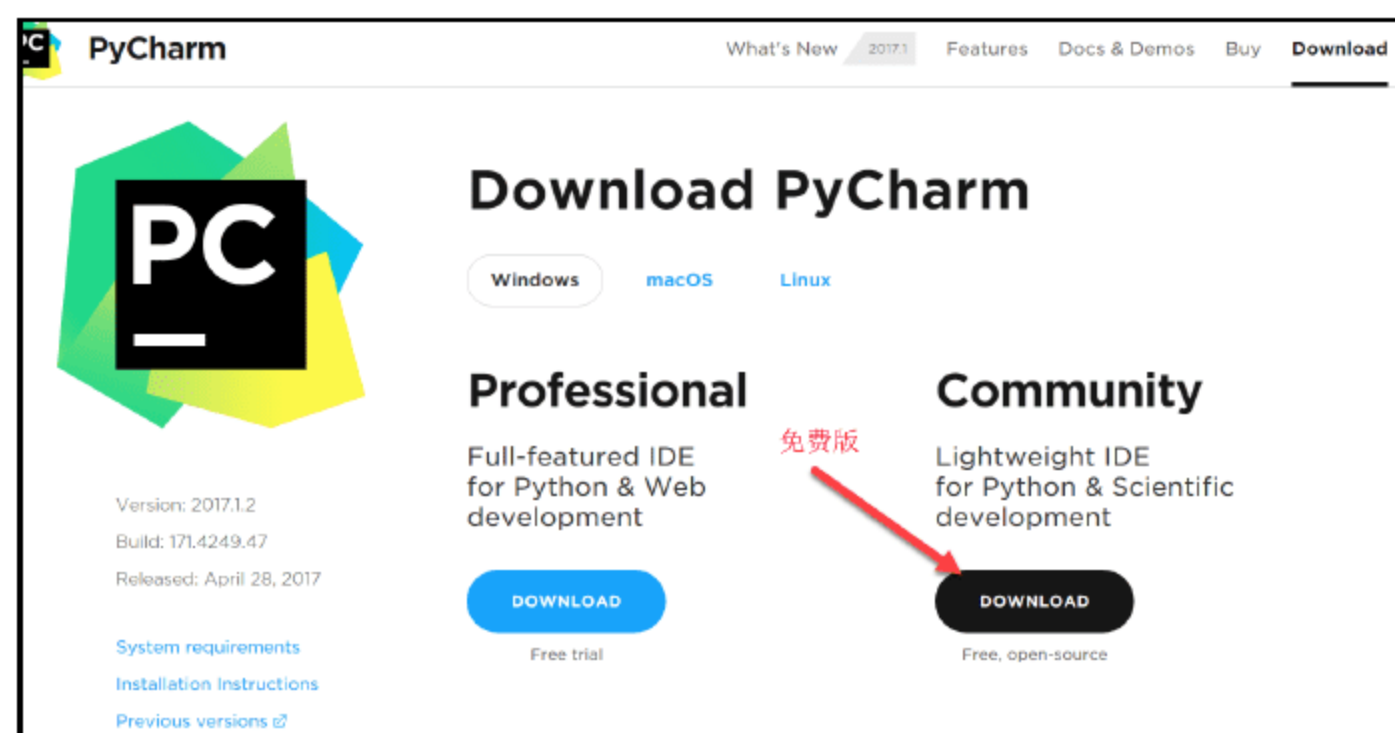 PC
PyCharm
What's New 2017.1 Features Docs & Demos Buy Download
PC
Download PyCharm
Windows macOS Linux
Professional
Community
免费版
Full-featured IDE
for Python & Web
development
Lightweight IDE
for Python & Scientific
development
DOWNLOAD
Free trial
DOWNLOAD
Free, open-source
Version: 2017.1.2
Build: 171.4249.47
Released: April 28, 2017
System requirements
Installation Instructions
Previous versions